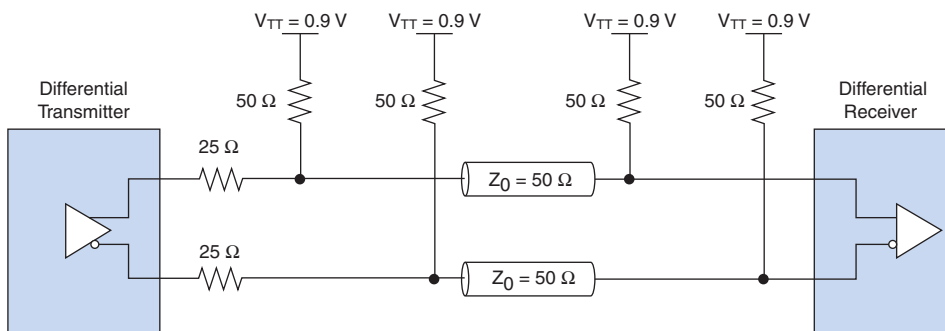 V_TT = 0.9 V V_TT = 0.9 V V_TT = 0.9 V V_TT = 0.9 V
Differential
Transmitter
Differential
Receiver
50 Ω 50 Ω 50 Ω 50 Ω
25 Ω
Z_0 = 50 Ω
25 Ω
Z_0 = 50 Ω